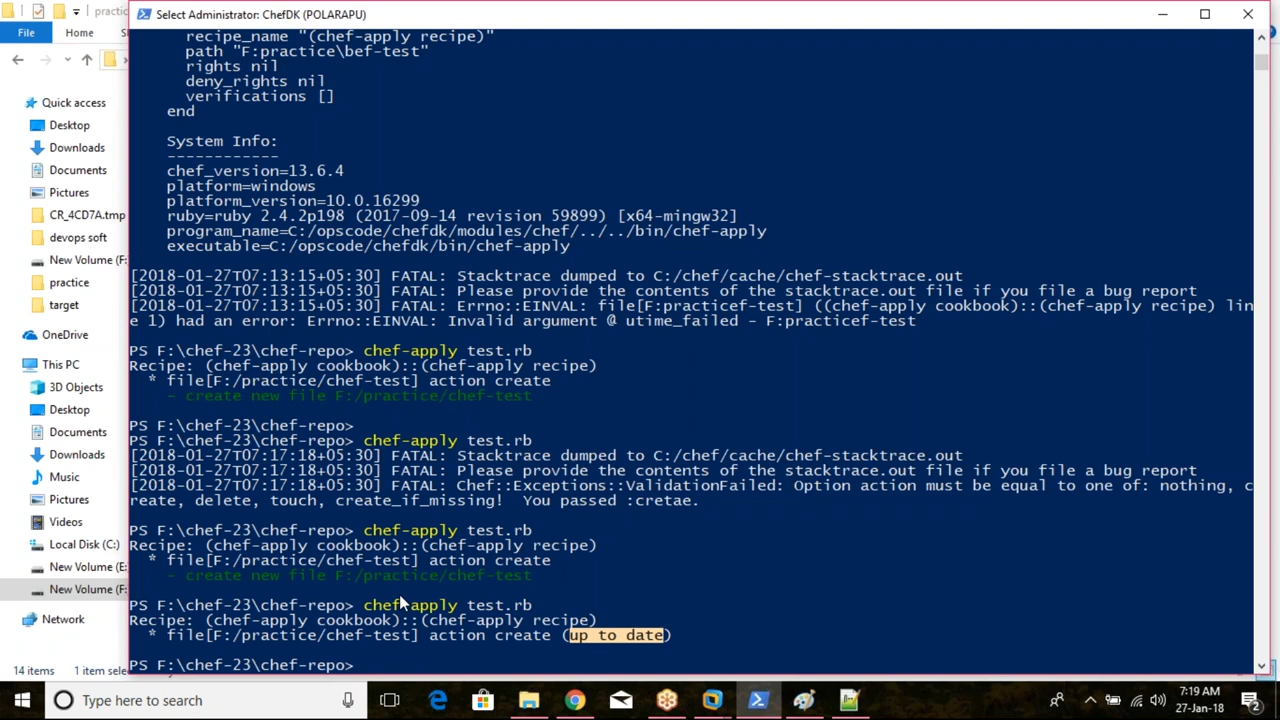 practic
Select Administrator: ChefDK (POLARAPU)
File
Home
Quick access
Desktop
Downloads
Documents
Pictures
CR_4CD7A.tmp
devops soft
New Volume (F:
practice
target
OneDrive
This PC
3D Objects
Desktop
Documents
Downloads
Music
Pictures
Videos
Local Disk (C:)
New Volume (E:
New Volume (F:
Network
14 items
1 item selec
recipe_name "(chef-apply recipe)"
path "F:practice\bef-test"
rights nil
deny_rights nil
verifications []
end
System Info:
------------
chef_version=13.6.4
platform=windows
platform_version=10.0.16299
ruby=ruby 2.4.2p198 (2017-09-14 revision 59899) [x64-mingw32]
program_name=C:/opscode/chefdk/modules/chef/../../bin/chef-apply
executable=C:/opscode/chefdk/bin/chef-apply
[2018-01-27T07:13:15+05:30] FATAL: Stacktrace dumped to C:/chef/cache/chef-stacktrace.out
[2018-01-27T07:13:15+05:30] FATAL: Please provide the contents of the stacktrace.out file if you file a bug report
[2018-01-27T07:13:15+05:30] FATAL: Errno::EINVAL: file[F:practicef-test] ((chef-apply cookbook)::(chef-apply recipe) lin
e 1) had an error: Errno::EINVAL: Invalid argument @ utime_failed - F:practicef-test
PS F:\chef-23\chef-repo> chef-apply test.rb
Recipe: (chef-apply cookbook)::(chef-apply recipe)
* file[F:/practice/chef-test] action create
- create new file F:/practice/chef-test
PS F:\chef-23\chef-repo>
PS F:\chef-23\chef-repo> chef-apply test.rb
[2018-01-27T07:17:18+05:30] FATAL: Stacktrace dumped to C:/chef/cache/chef-stacktrace.out
[2018-01-27T07:17:18+05:30] FATAL: Please provide the contents of the stacktrace.out file if you file a bug report
[2018-01-27T07:17:18+05:30] FATAL: Chef::Exceptions::ValidationFailed: Option action must be equal to one of: nothing, c
reate, delete, touch, create_if_missing!  You passed :cretae.
PS F:\chef-23\chef-repo> chef-apply test.rb
Recipe: (chef-apply cookbook)::(chef-apply recipe)
* file[F:/practice/chef-test] action create
- create new file F:/practice/chef-test
PS F:\chef-23\chef-repo> chef-apply test.rb
Recipe: (chef-apply cookbook)::(chef-apply recipe)
* file[F:/practice/chef-test] action create (up to date)
PS F:\chef-23\chef-repo>
Type here to search
7:19 AM
27-Jan-18
2